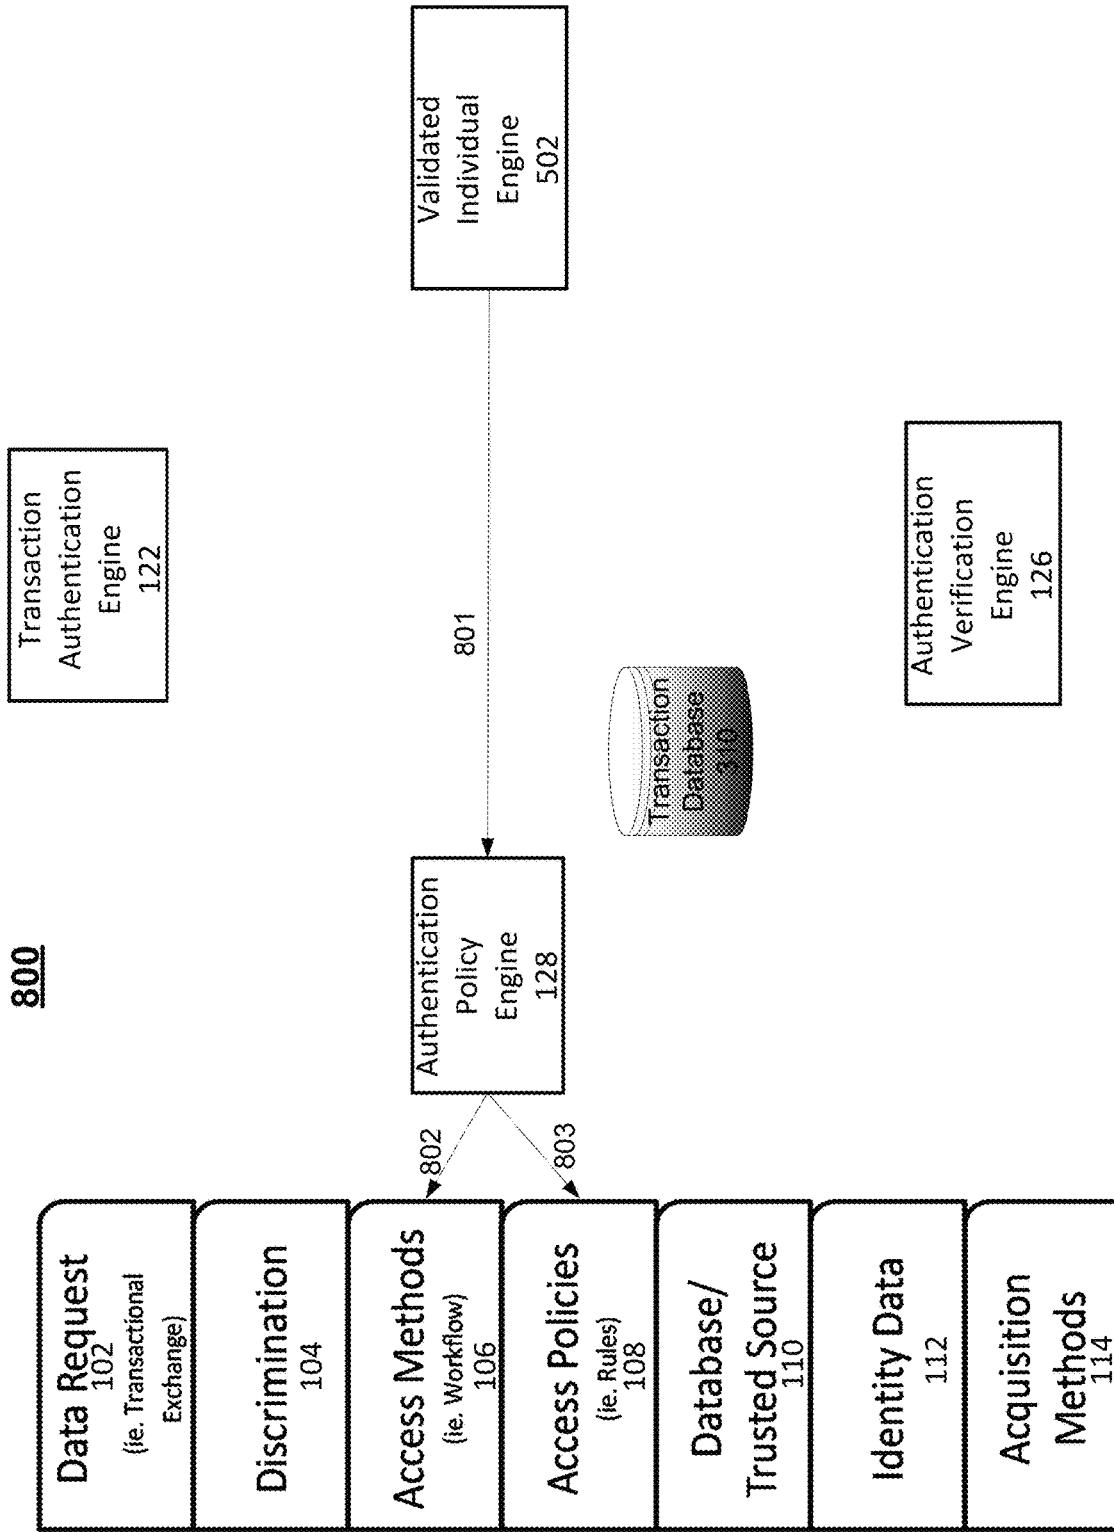 800
Data Request
102
(ie. Transactional
Exchange)
Discrimination
104
Access Methods
(ie. Workflow)
106
Access Policies
(ie. Rules)
108
Database/
Trusted Source
110
Identity Data
112
Acquisition
Methods
114
802
803
Authentication
Policy
Engine
128
801
Transaction
Authentication
Engine
122
Transaction
Database
310
Authentication
Verification
Engine
126
Validated
Individual
Engine
502